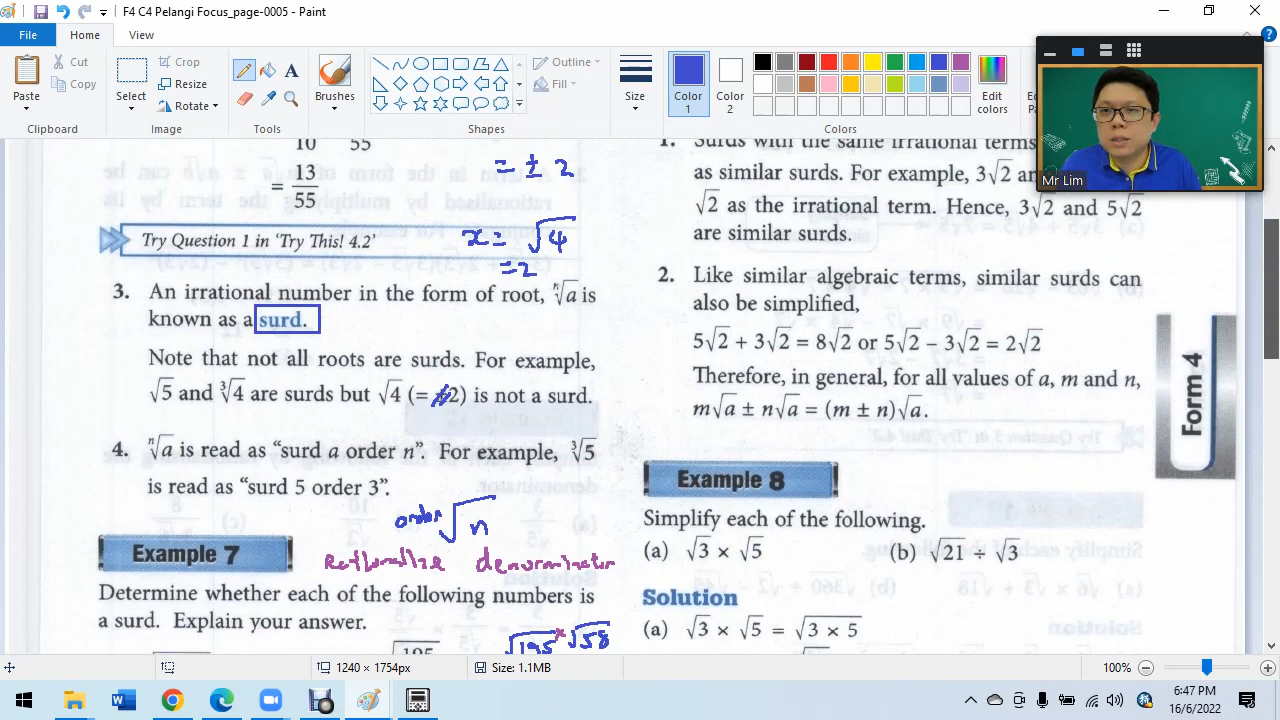 F4 C4 Pelangi Focus_page-0005 - Paint
File
Home
View
Paste
Cut
Copy
Clipboard
Select
Crop
Resize
Rotate
Image
Tools
Brushes
Shapes
Outline
Fill
Size
Color 1
Color 2
Colors
Edit colors
Mr Lim
10 55
= 13/55
= ± 2
Try Question 1 in 'Try This! 4.2'
x = √4
= 2
3. An irrational number in the form of root, ⁿ√a is
known as a surd.
Note that not all roots are surds. For example,
√5 and ³√4 are surds but √4 (= 2) is not a surd.
4. ⁿ√a is read as “surd a order n”. For example, ³√5
is read as “surd 5 order 3”.
order √n
Rationalize denorminator
Example 7
Determine whether each of the following numbers is
a surd. Explain your answer.
√195 × √58
1. Surds with the same irrational terms
as similar surds. For example, 3√2 and
√2 as the irrational term. Hence, 3√2 and 5√2
are similar surds.
2. Like similar algebraic terms, similar surds can
also be simplified,
5√2 + 3√2 = 8√2 or 5√2 − 3√2 = 2√2
Therefore, in general, for all values of a, m and n,
m√a ± n√a = (m ± n)√a.
Form 4
Example 8
Simplify each of the following.
(a) √3 × √5 (b) √21 ÷ √3
Solution
(a) √3 × √5 = √3 × 5
1240 × 1754px
Size: 1.1MB
100%
6:47 PM
16/6/2022